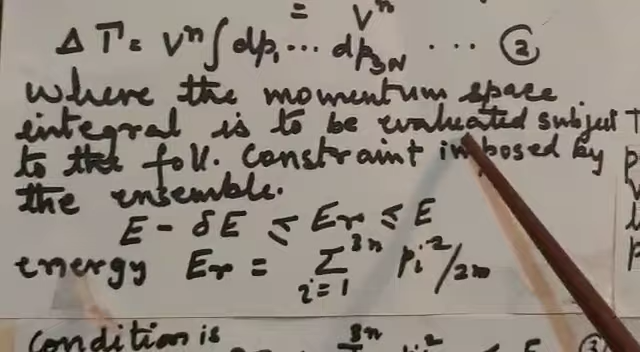 = V^n
ΔΓ = V^n ∫ dp₁ ... dp₃N ... ②
where the momentum space
integral is to be evaluated subject
to the foll. constraint imposed by
the ensemble.
E - δE ≤ Er ≤ E
energy Er = Σ_{i=1}^{3n} pi²/2m
condition is